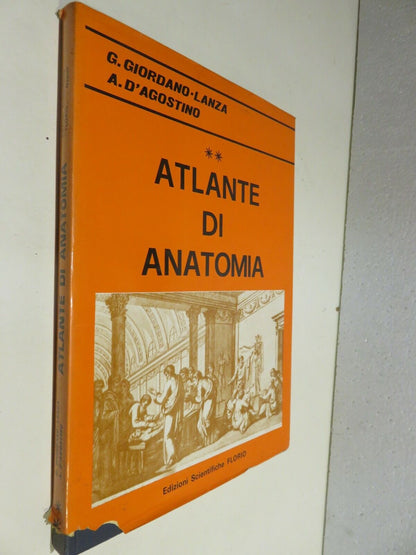 G. GIORDANO-LANZA
A. D'AGOSTINO
**
ATLANTE
DI
ANATOMIA
Edizioni Scientifiche FLORIO
ATLANTE DI ANATOMIA